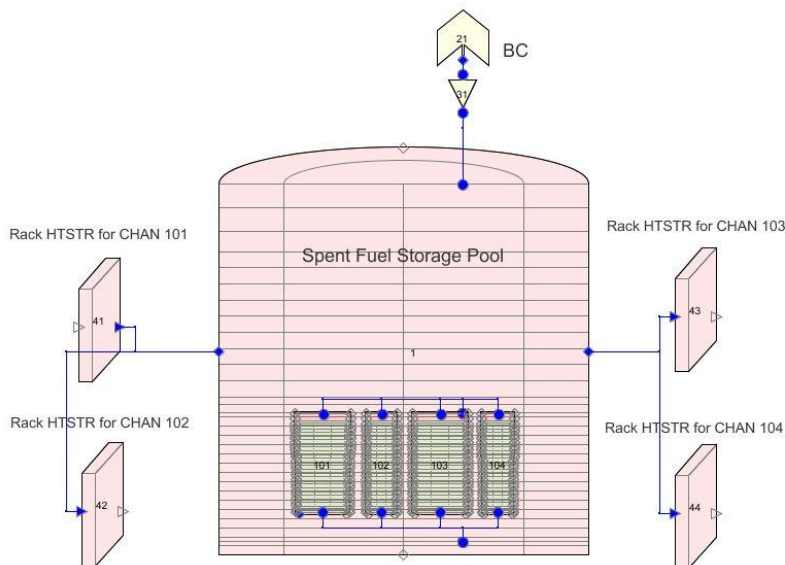 21
BC
31
Rack HTSTR for CHAN 101
Rack HTSTR for CHAN 103
Spent Fuel Storage Pool
41
43
1
Rack HTSTR for CHAN 102
Rack HTSTR for CHAN 104
101
102
103
104
42
44